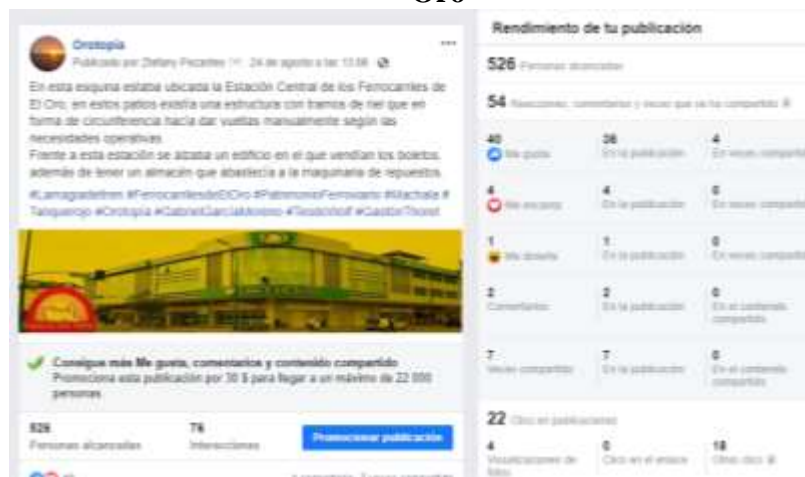 Oro
Orotopía
Publicado por Zlatany Pezantes
24 de agosto a las 13:08
En esta esquina estaba ubicada la Estación Central de los Ferrocarriles de
El Oro, en estos patios existía una estructura con tramos de riel que en
forma de circunferencia hacía dar vueltas manualmente según las
necesidades operativas.
Frente a esta estación se alzaba un edificio en el que vendían los boletos,
además de tener un almacén que abastecía a la maquinaria de repuestos.
#Lamagiadeltren #FerrocarrilesdeElOro #PatrimonioFerroviario #Machala #
Tanquerojo #Orotopía #GabrielGarcíaMoreno #TeodoroWolf #GastónThoret
Consigue más Me gusta, comentarios y contenido compartido
Promociona esta publicación por 30 $ para llegar a un máximo de 22 000
personas.
526
Personas alcanzadas
76
Interacciones
Promocionar publicación
Rendimiento de tu publicación
526 Personas alcanzadas
54 Reacciones, comentarios y veces que se ha compartido
40
Me gusta
36
En la publicación
4
En veces compartido
4
Me encanta
4
En la publicación
0
En veces compartido
1
Me divierte
1
En la publicación
0
En veces compartido
2
Comentarios
2
En la publicación
0
En el contenido
compartido
7
Veces compartido
7
En la publicación
0
En el contenido
compartido
22 Clics en publicaciones
4
Visualizaciones de
fotos
0
Clics en el enlace
18
Otros clics